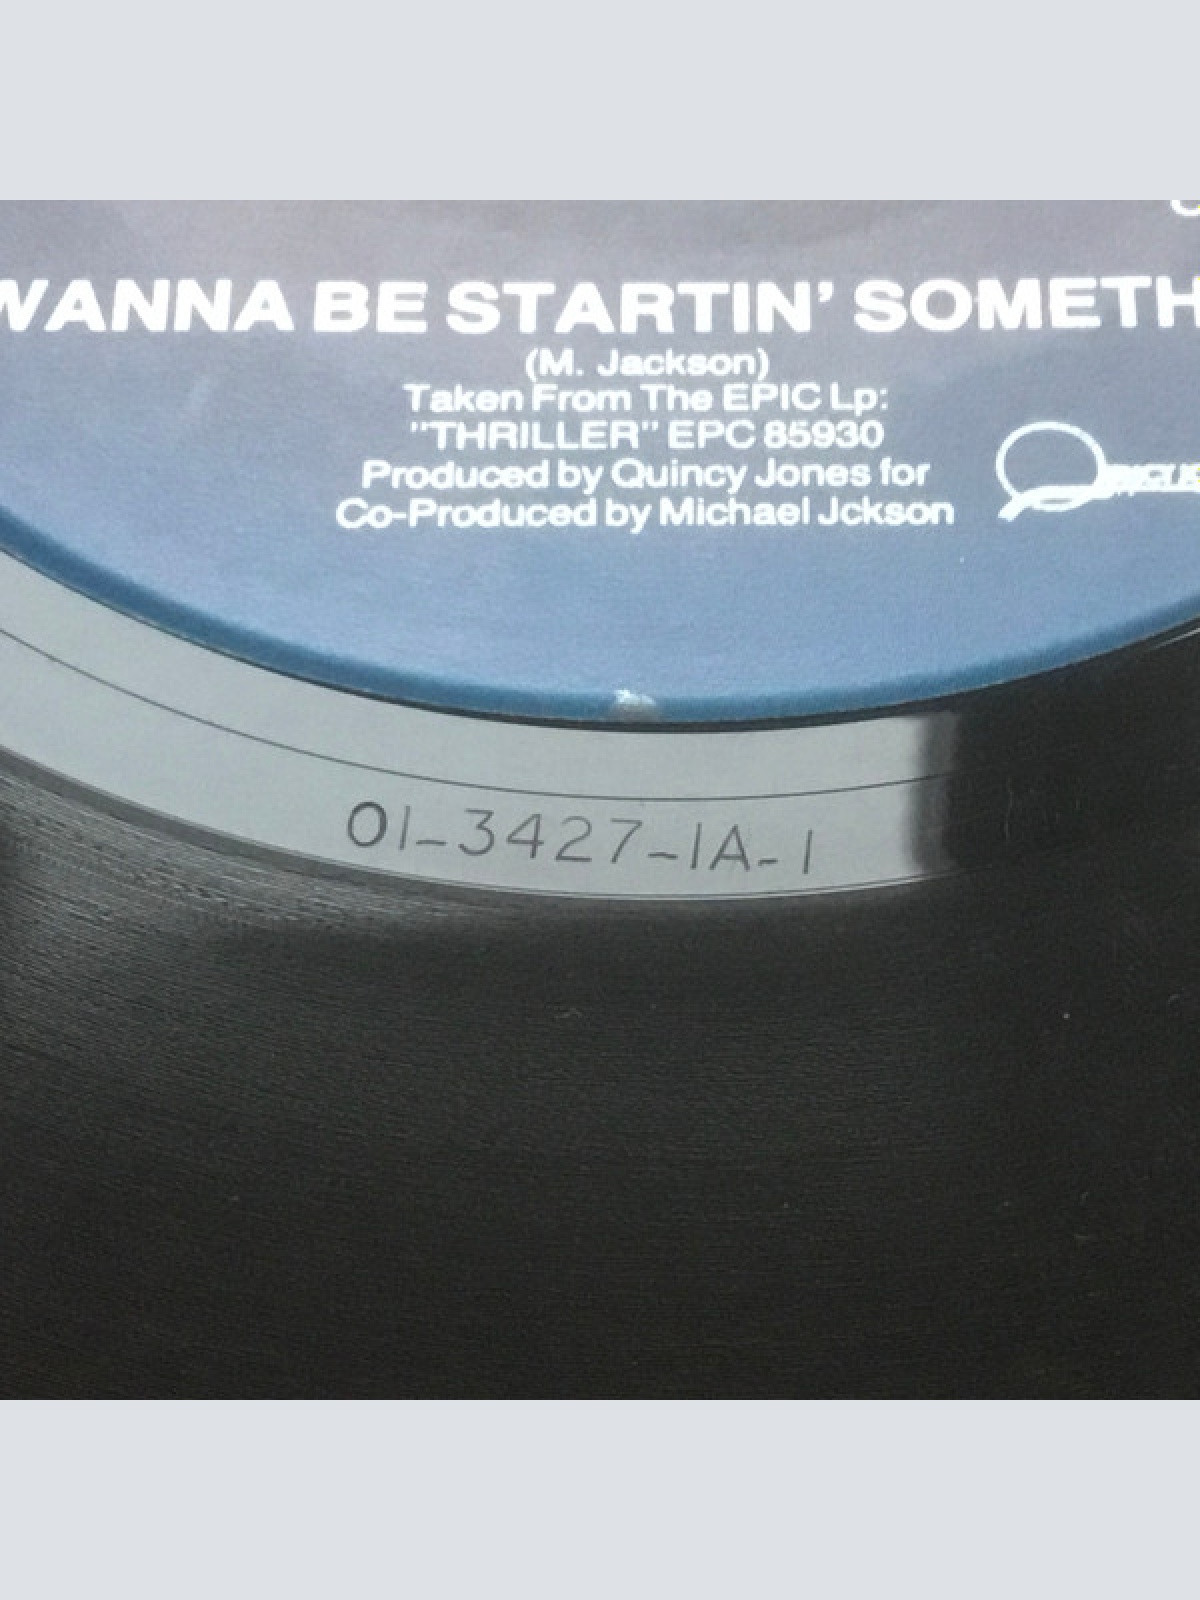 WANNA BE STARTIN' SOMETH
(M. Jackson)
Taken From The EPIC Lp:
"THRILLER" EPC 85930
Produced by Quincy Jones for
Co-Produced by Michael Jckson
01-3427-1A-1